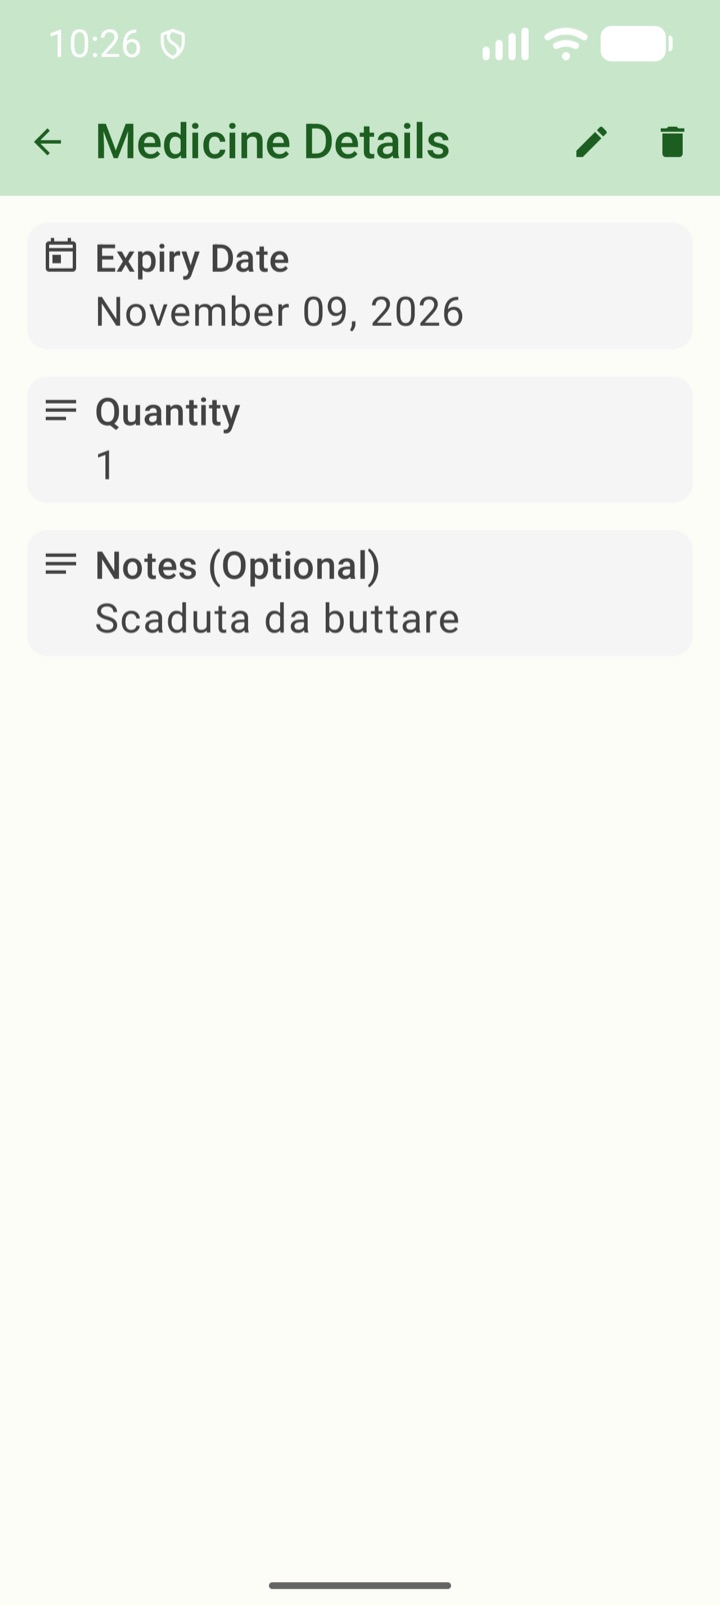 10:26
Medicine Details
Expiry Date
November 09, 2026
Quantity
1
Notes (Optional)
Scaduta da buttare